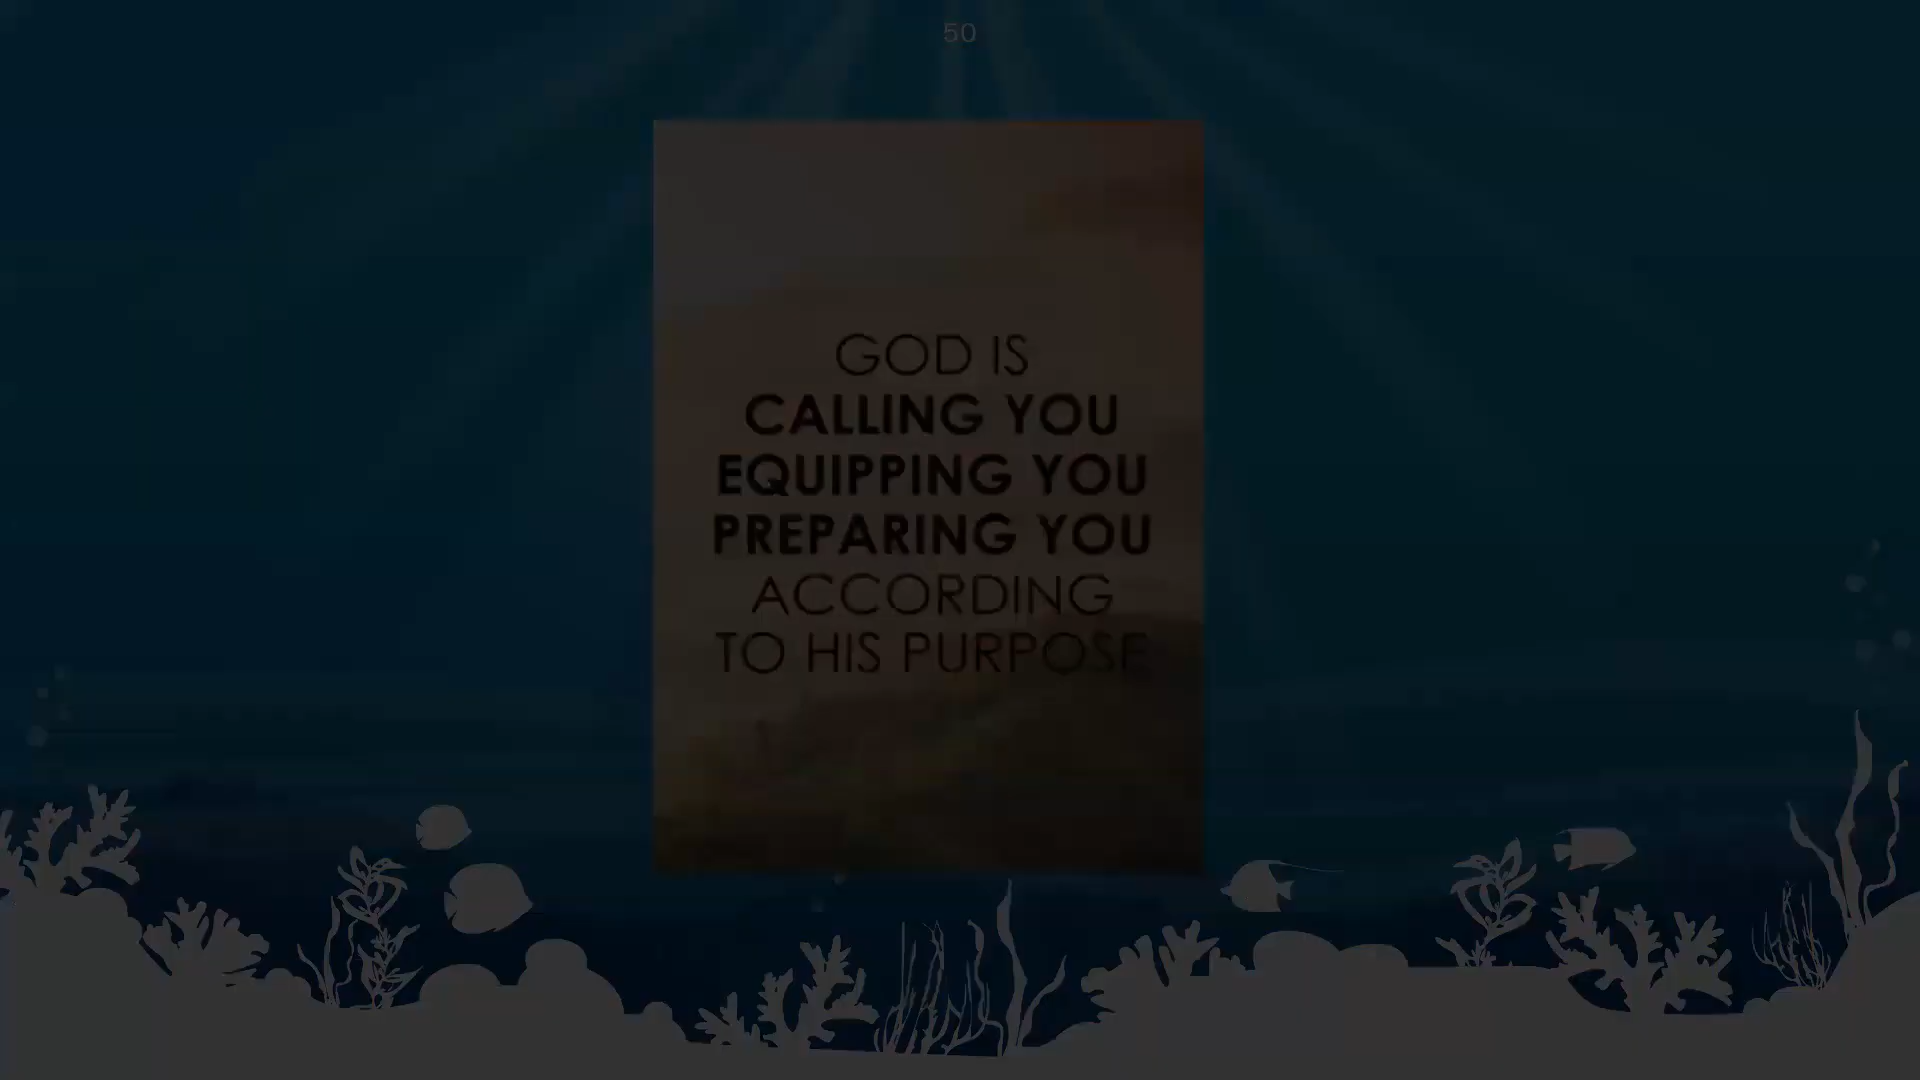 50
GOD IS
CALLING YOU
EQUIPPING YOU
PREPARING YOU
ACCORDING
TO HIS PURPOSE